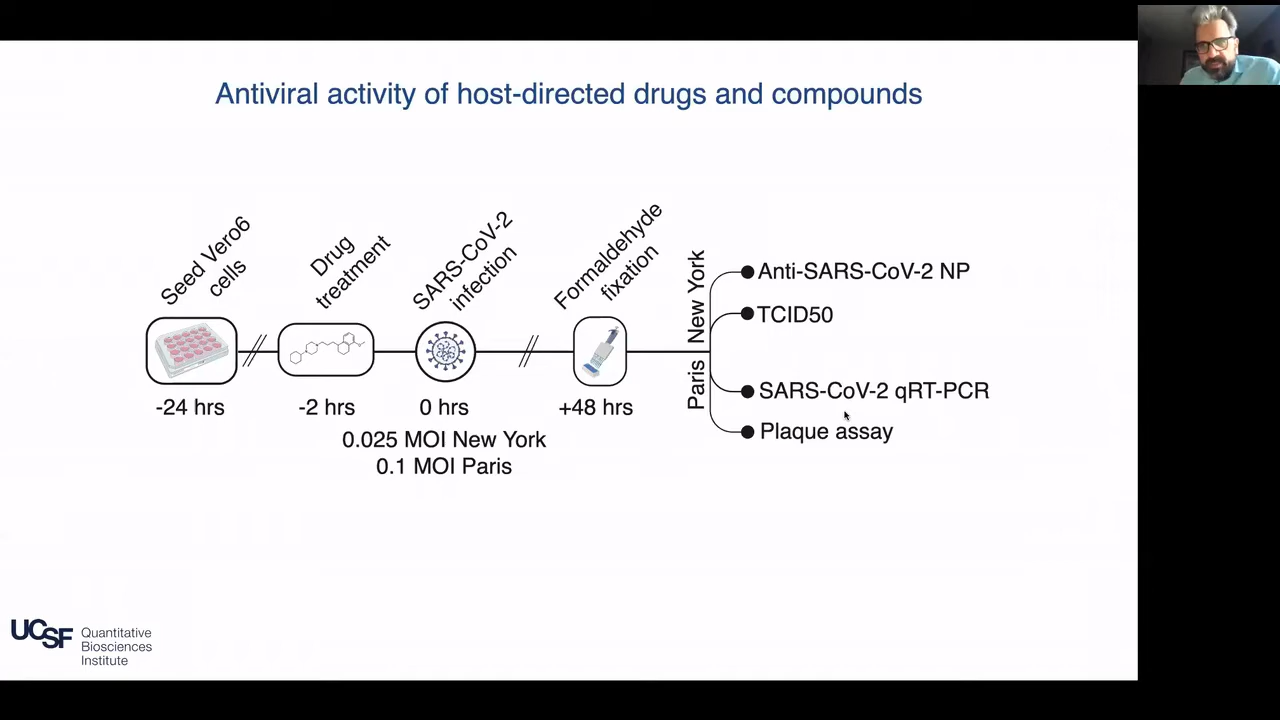 Antiviral activity of host-directed drugs and compounds
Seed Vero6
cells
Drug
treatment
SARS-CoV-2
infection
Formaldehyde
fixation
New York
Paris
Anti-SARS-CoV-2 NP
TCID50
SARS-CoV-2 qRT-PCR
Plaque assay
-24 hrs
-2 hrs
0 hrs
+48 hrs
0.025 MOI New York
0.1 MOI Paris
UCSF
Quantitative
Biosciences
Institute